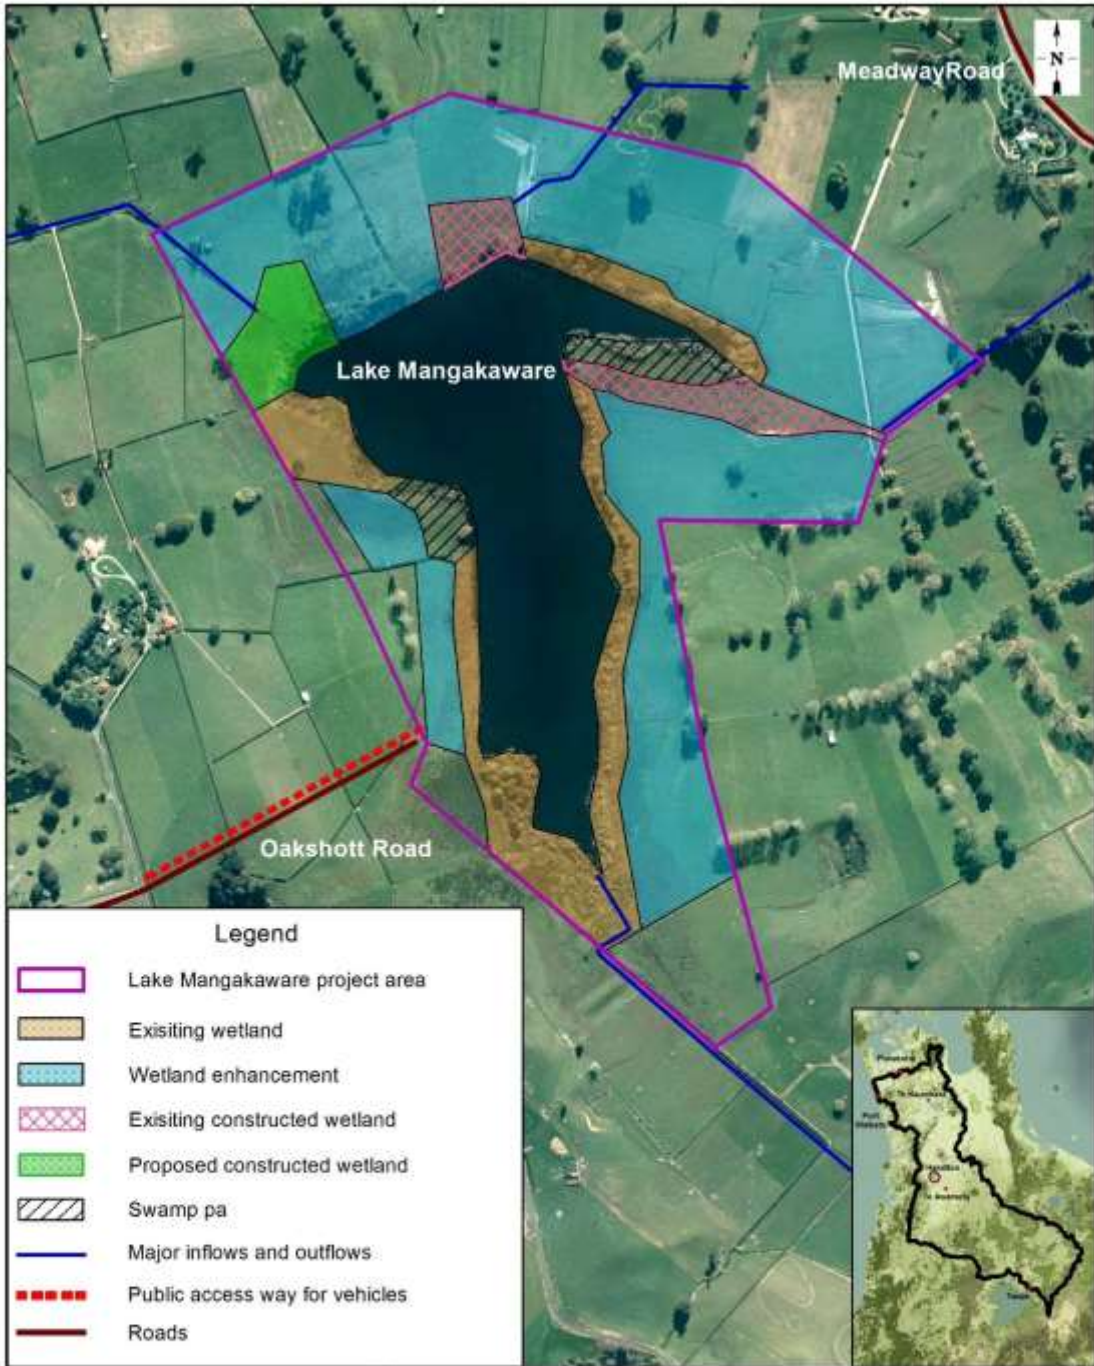 MeadwayRoad
N
Lake Mangakaware
Oakshott Road
Legend
Lake Mangakaware project area
Exisiting wetland
Wetland enhancement
Exisiting constructed wetland
Proposed constructed wetland
Swamp pa
Major inflows and outflows
Public access way for vehicles
Roads